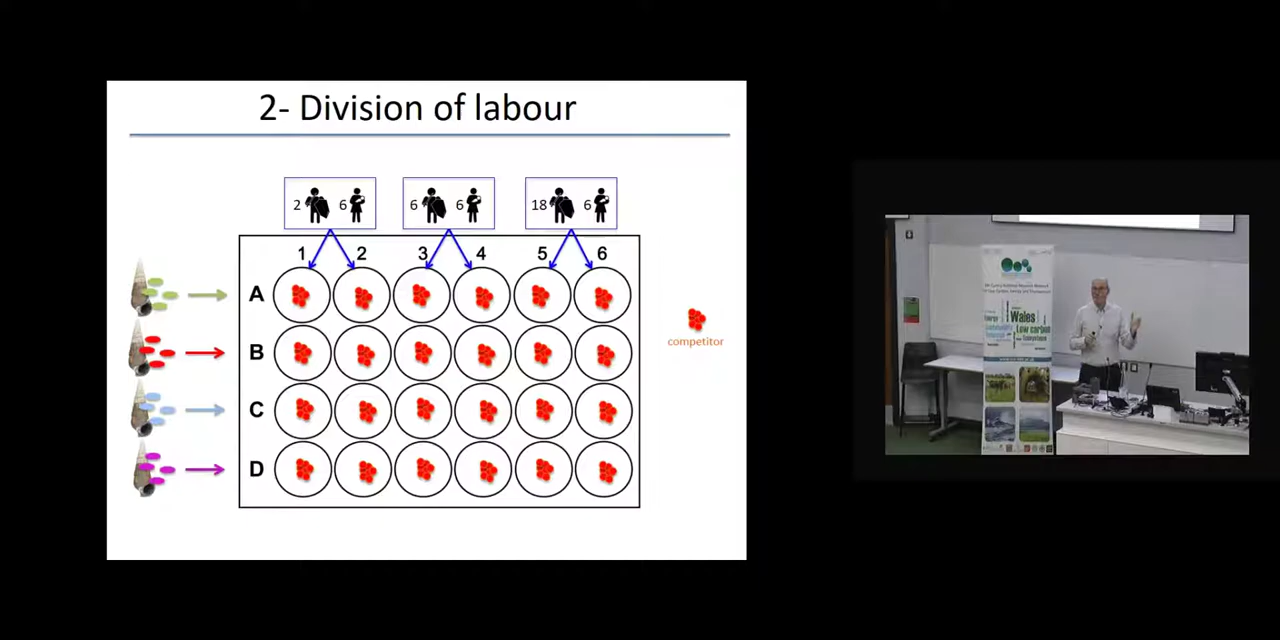 2- Division of labour
2 6 6 6 18 6
1 2 3 4 5 6
A
B
C
D
competitor
Wales
Low carbon